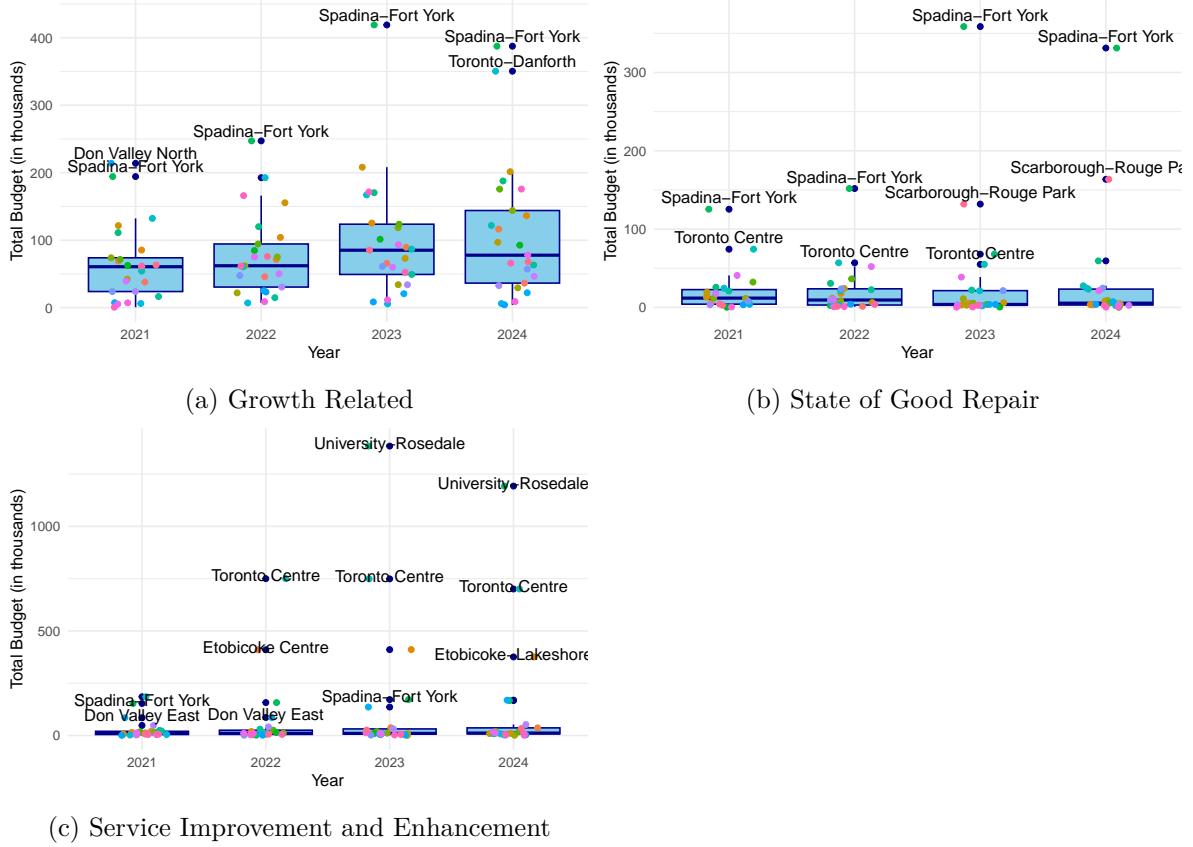 Total Budget (in thousands)
400
300
200
100
0
Spadina−Fort York
Spadina−Fort York
Toronto−Danforth
Spadina−Fort York
Don Valley North
Spadina−Fort York
2021 2022 2023 2024
Year
(a) Growth Related
Total Budget (in thousands)
300
200
100
0
Spadina−Fort York
Spadina−Fort York
Scarborough−Rouge Pa
Spadina−Fort York
Scarborough−Rouge Park
Spadina−Fort York
Toronto Centre
Toronto Centre
Toronto Centre
2021 2022 2023 2024
Year
(b) State of Good Repair
Total Budget (in thousands)
1000
500
0
University−Rosedale
University−Rosedale
Toronto Centre
Toronto Centre
Toronto Centre
Etobicoke Centre
Etobicoke−Lakeshore
Spadina−Fort York
Spadina−Fort York
Don Valley East
Don Valley East
2021 2022 2023 2024
Year
(c) Service Improvement and Enhancement